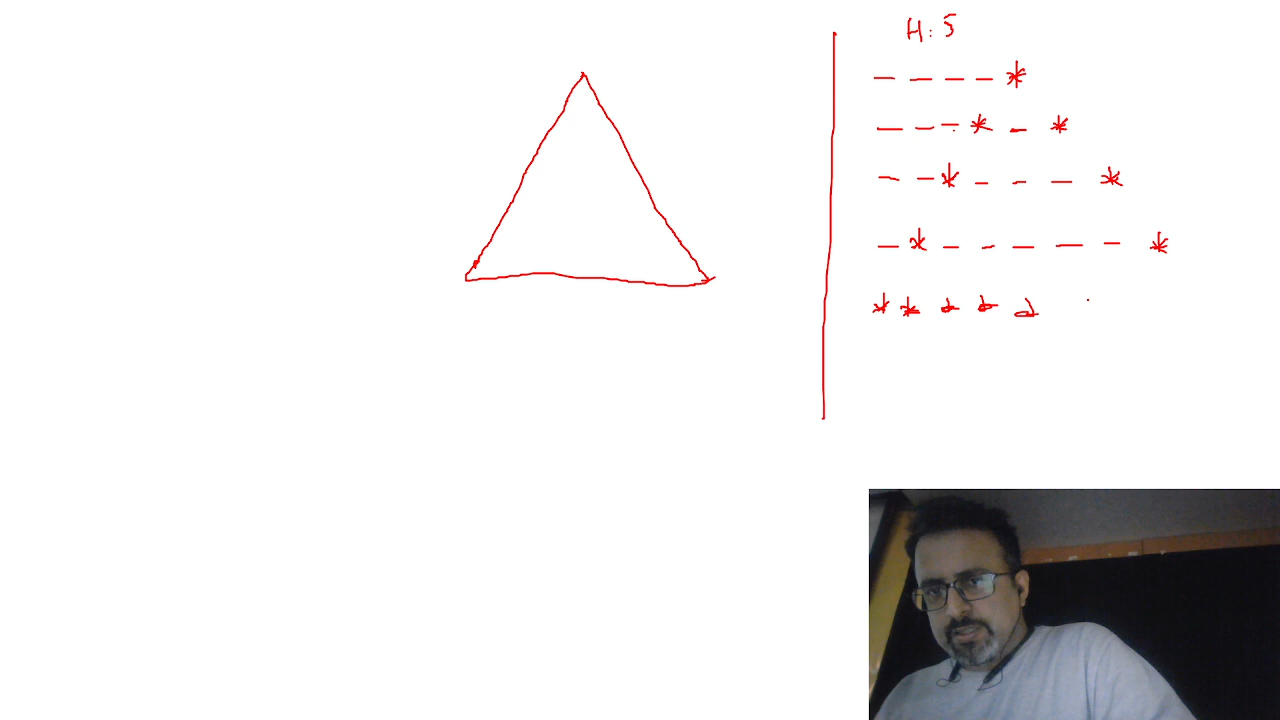 H: 5
– – – – *
– – – * – *
– – * – – – *
– * – – – – – *
* * * * *